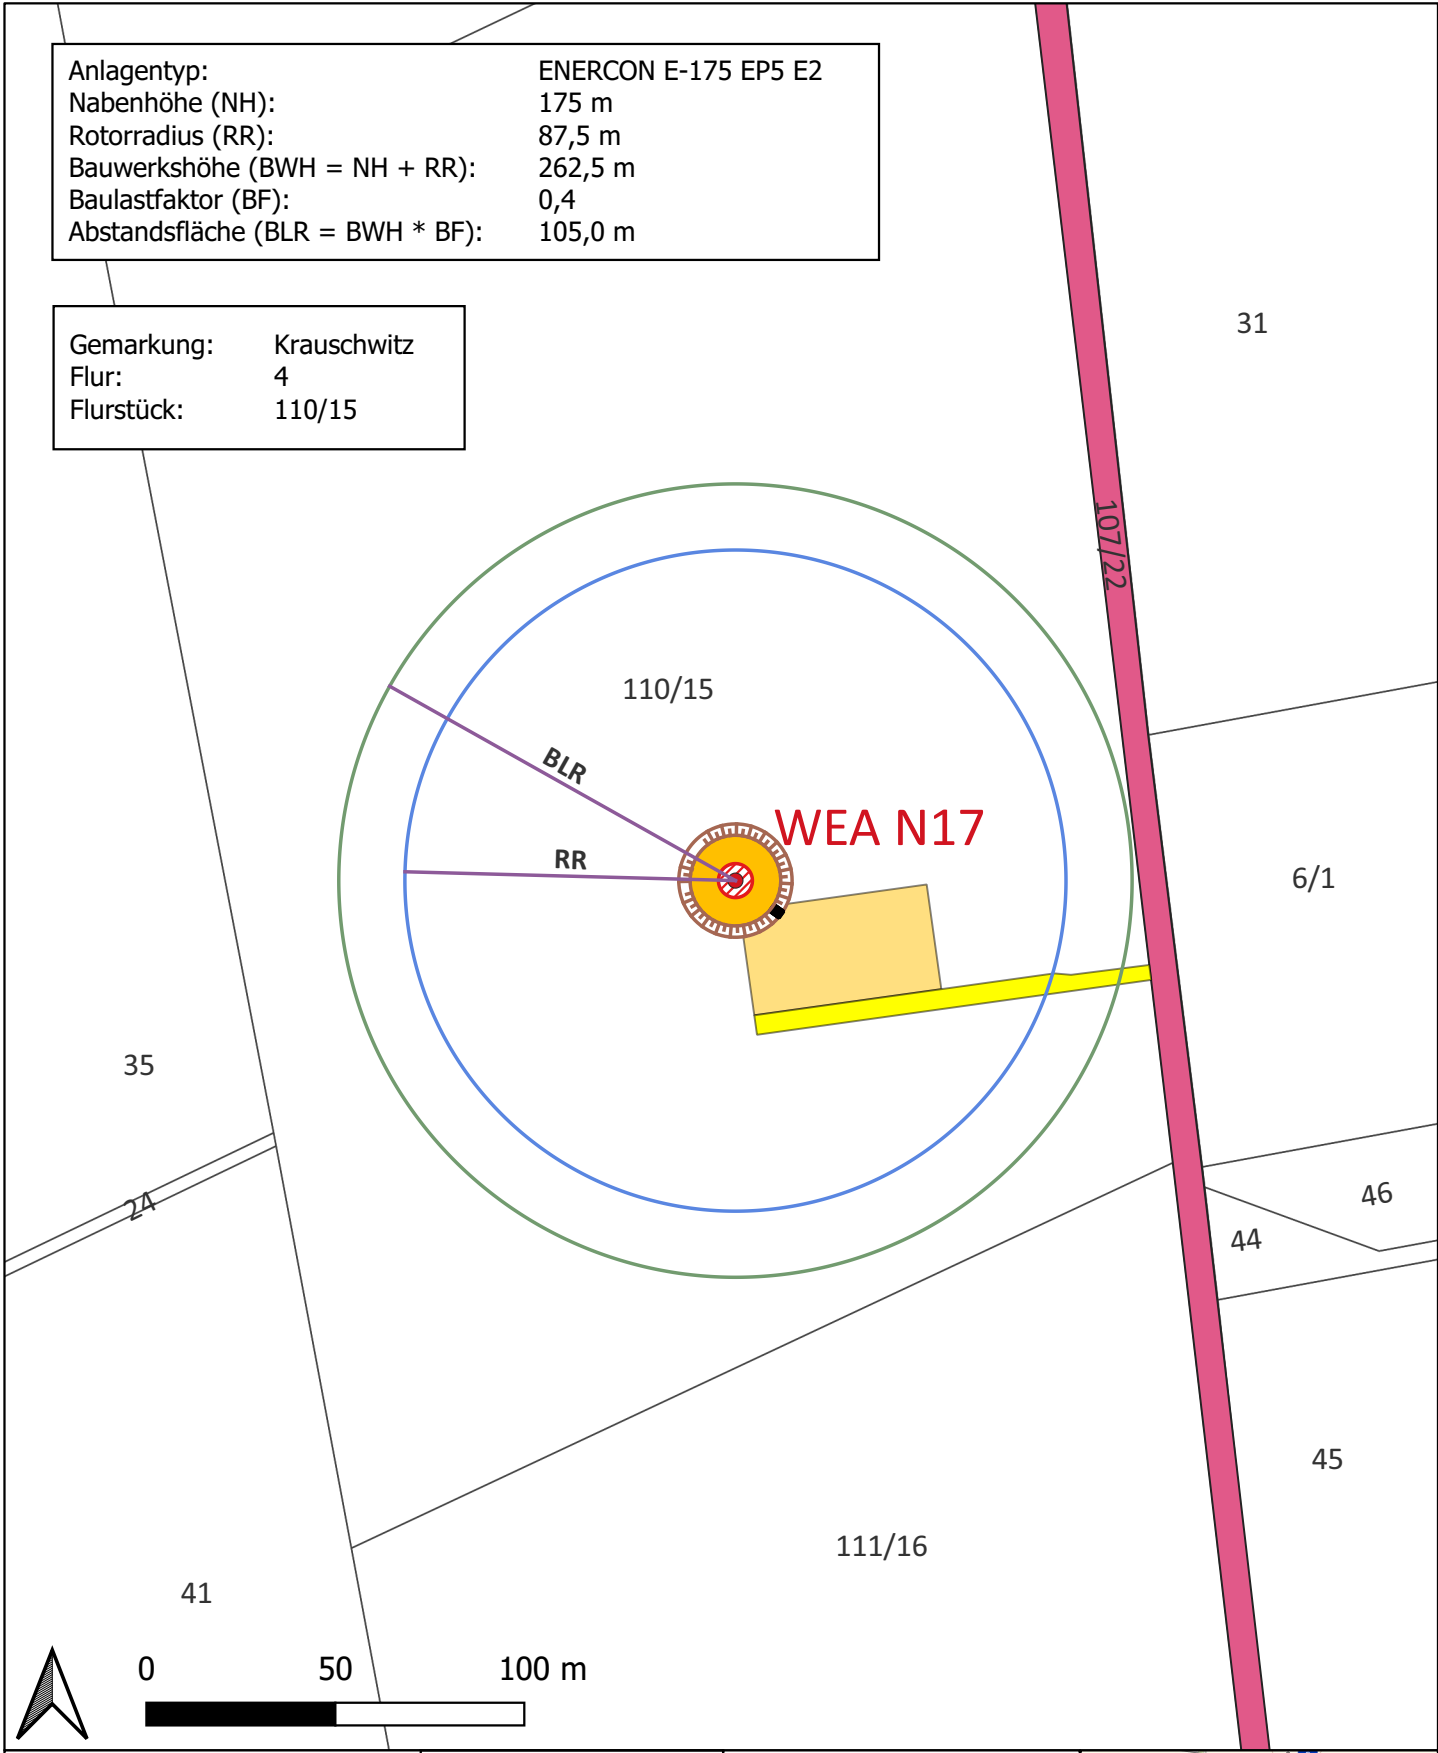 Anlagentyp: ENERCON E-175 EP5 E2
Nabenhöhe (NH): 175 m
Rotorradius (RR): 87,5 m
Bauwerkshöhe (BWH = NH + RR): 262,5 m
Baulastfaktor (BF): 0,4
Abstandsfläche (BLR = BWH * BF): 105,0 m
Gemarkung: Krauschwitz
Flur: 4
Flurstück: 110/15
31
107/22
110/15
BLR
WEA N17
RR
6/1
35
24
46
44
45
111/16
41
0 50 100 m